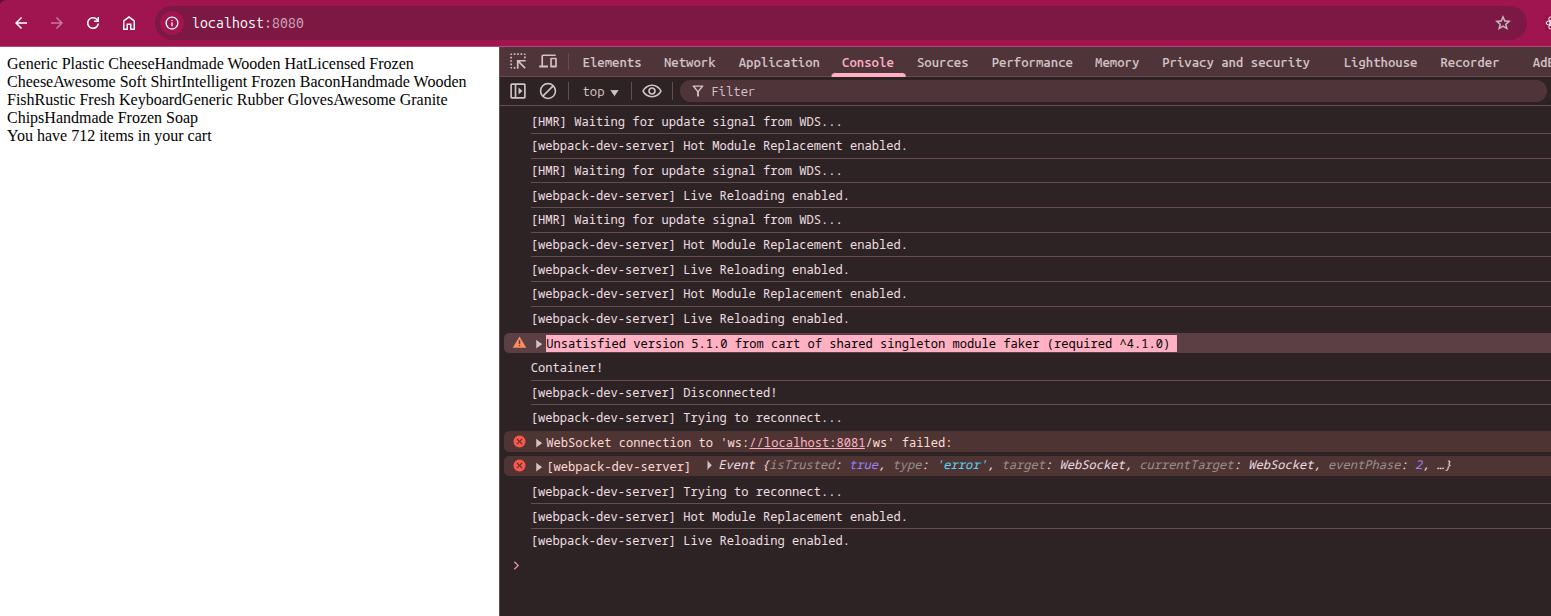 localhost:8080
Generic Plastic CheeseHandmade Wooden HatLicensed Frozen
CheeseAwesome Soft ShirtIntelligent Frozen BaconHandmade Wooden
FishRustic Fresh KeyboardGeneric Rubber GlovesAwesome Granite
ChipsHandmade Frozen Soap
You have 712 items in your cart
Elements Network Application Console Sources Performance Memory Privacy and security Lighthouse Recorder
top Filter
[HMR] Waiting for update signal from WDS...
[webpack-dev-server] Hot Module Replacement enabled.
[HMR] Waiting for update signal from WDS...
[webpack-dev-server] Live Reloading enabled.
[HMR] Waiting for update signal from WDS...
[webpack-dev-server] Hot Module Replacement enabled.
[webpack-dev-server] Live Reloading enabled.
[webpack-dev-server] Hot Module Replacement enabled.
[webpack-dev-server] Live Reloading enabled.
Unsatisfied version 5.1.0 from cart of shared singleton module faker (required ^4.1.0)
Container!
[webpack-dev-server] Disconnected!
[webpack-dev-server] Trying to reconnect...
WebSocket connection to 'ws://localhost:8081/ws' failed:
[webpack-dev-server] Event {isTrusted: true, type: 'error', target: WebSocket, currentTarget: WebSocket, eventPhase: 2, …}
[webpack-dev-server] Trying to reconnect...
[webpack-dev-server] Hot Module Replacement enabled.
[webpack-dev-server] Live Reloading enabled.